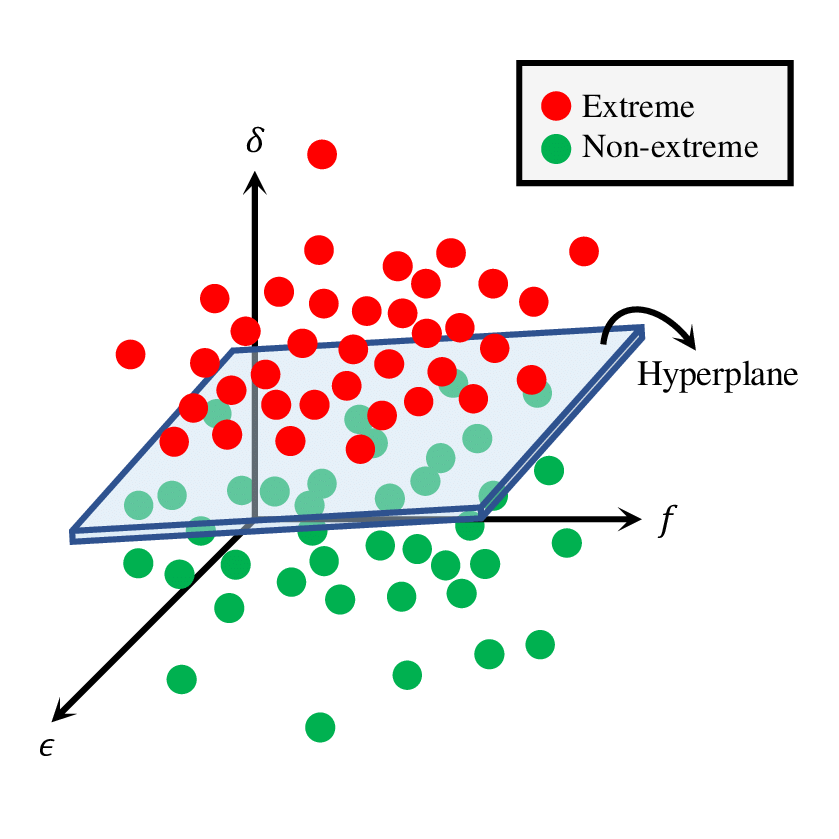 Extreme
Non-extreme
δ
Hyperplane
f
ϵ